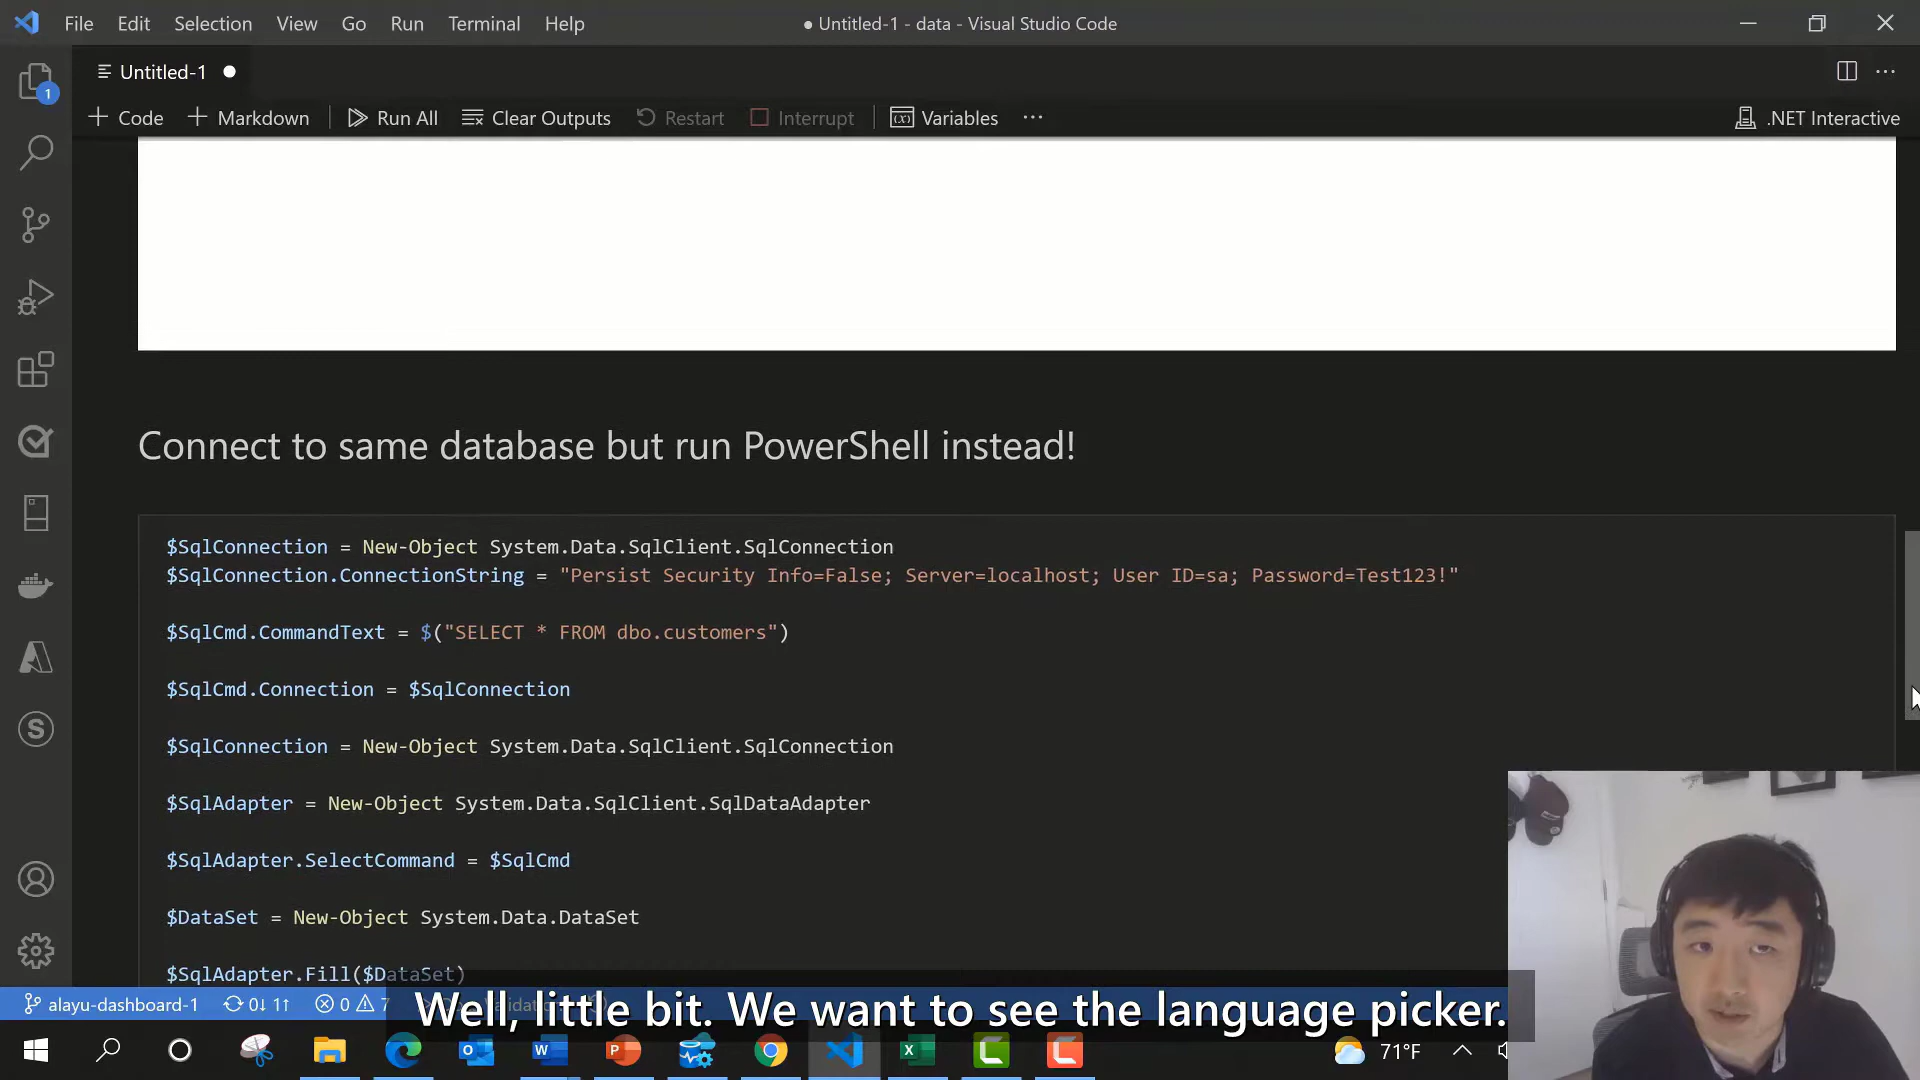 File Edit Selection View Go Run Terminal Help
● Untitled-1 - data - Visual Studio Code
1
Untitled-1
Code Markdown Run All Clear Outputs Restart Interrupt Variables ··· .NET Interactive
Connect to same database but run PowerShell instead!
$SqlConnection = New-Object System.Data.SqlClient.SqlConnection
$SqlConnection.ConnectionString = "Persist Security Info=False; Server=localhost; User ID=sa; Password=Test123!"
$SqlCmd.CommandText = $("SELECT * FROM dbo.customers")
$SqlCmd.Connection = $SqlConnection
$SqlConnection = New-Object System.Data.SqlClient.SqlConnection
$SqlAdapter = New-Object System.Data.SqlClient.SqlDataAdapter
$SqlAdapter.SelectCommand = $SqlCmd
$DataSet = New-Object System.Data.DataSet
$SqlAdapter.Fill($DataSet)
alayu-dashboard-1 0↓ 1↑ 0 7
Well, little bit. We want to see the language picker.
71°F